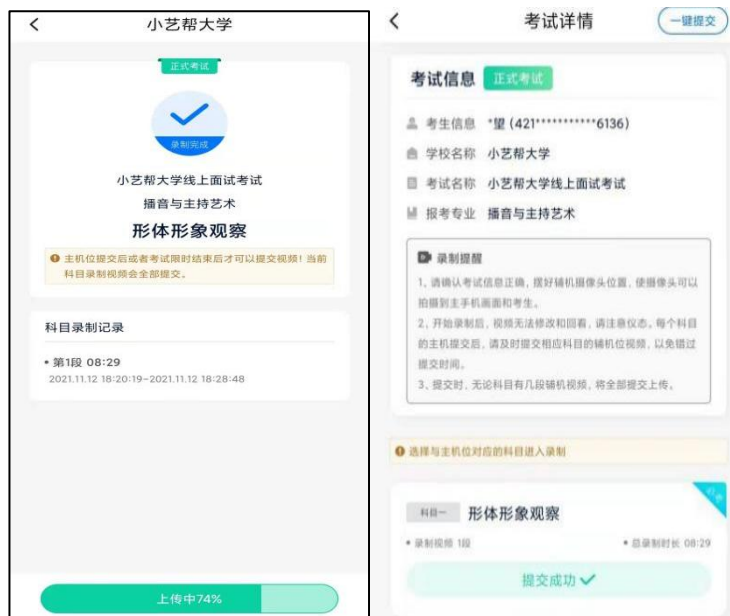 小艺帮大学
正式考试
录制完成
小艺帮大学线上面试考试
播音与主持艺术
形体形象观察
主机位提交后或者考试限时结束后才可以提交视频！当前
科目录制视频会全部提交。
科目录制记录
• 第1段 08:29
2021.11.12 18:20:19-2021.11.12 18:28:48
上传中74%
考试详情
一键提交
考试信息 正式考试
考生信息 *望 (421***********6136)
学校名称 小艺帮大学
考试名称 小艺帮大学线上面试考试
报考专业 播音与主持艺术
录制提醒
1、请确认考试信息正确，摆好辅机摄像头位置，使摄像头可以
拍摄到主手机画面和考生。
2、开始录制后，视频无法修改和回看，请注意仪态。每个科目
的主机提交后，请及时提交相应科目的辅机位视频，以免错过
提交时间。
3、提交时，无论科目有几段辅机视频，将全部提交上传。
选择与主机位对应的科目进入录制
科目一 形体形象观察
• 录制视频 1段
• 总录制时长 08:29
提交成功